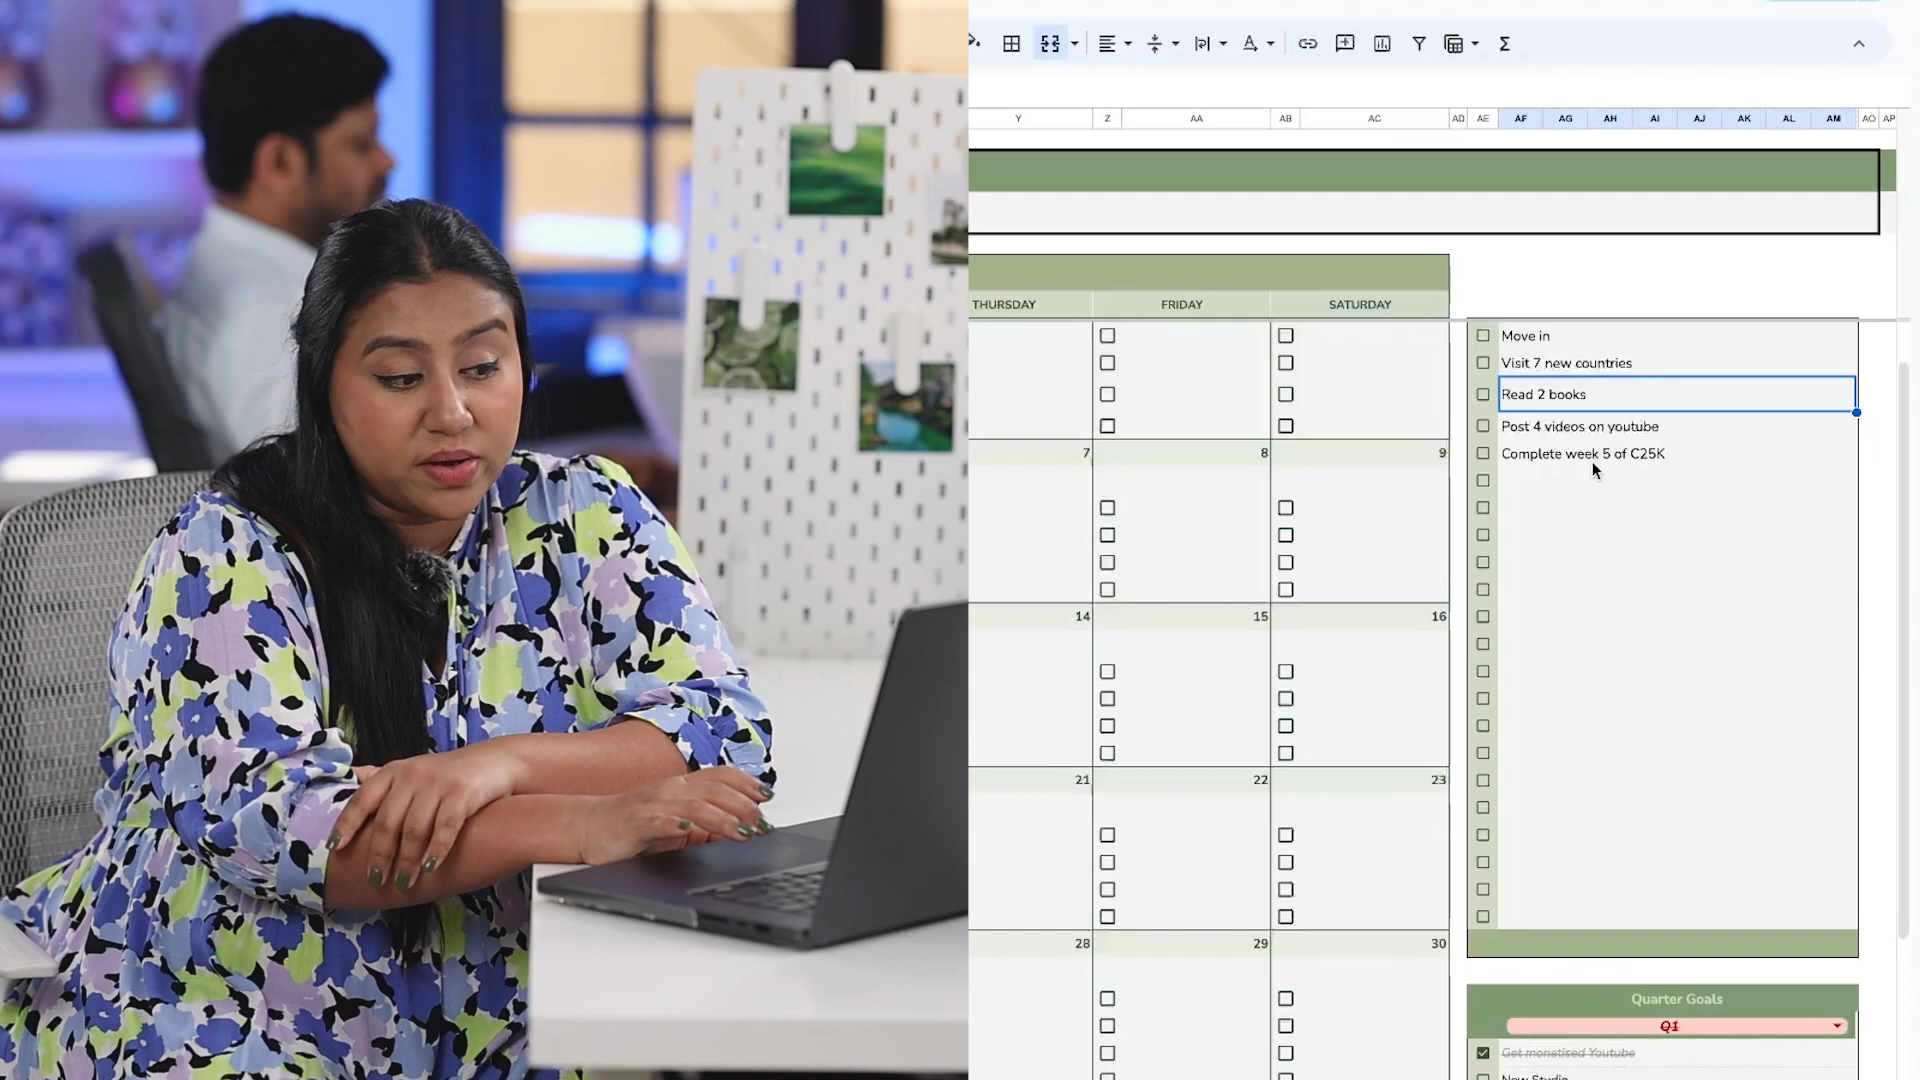 Y Z AA AB AC AD AE AF AG AH AI AJ AK AL AM AO AP
THURSDAY FRIDAY SATURDAY
Move in
Visit 7 new countries
Read 2 books
Post 4 videos on youtube
Complete week 5 of C25K
7 8 9
14 15 16
21 22 23
28 29 30
Quarter Goals
Q1
Get monetised Youtube
New Studio